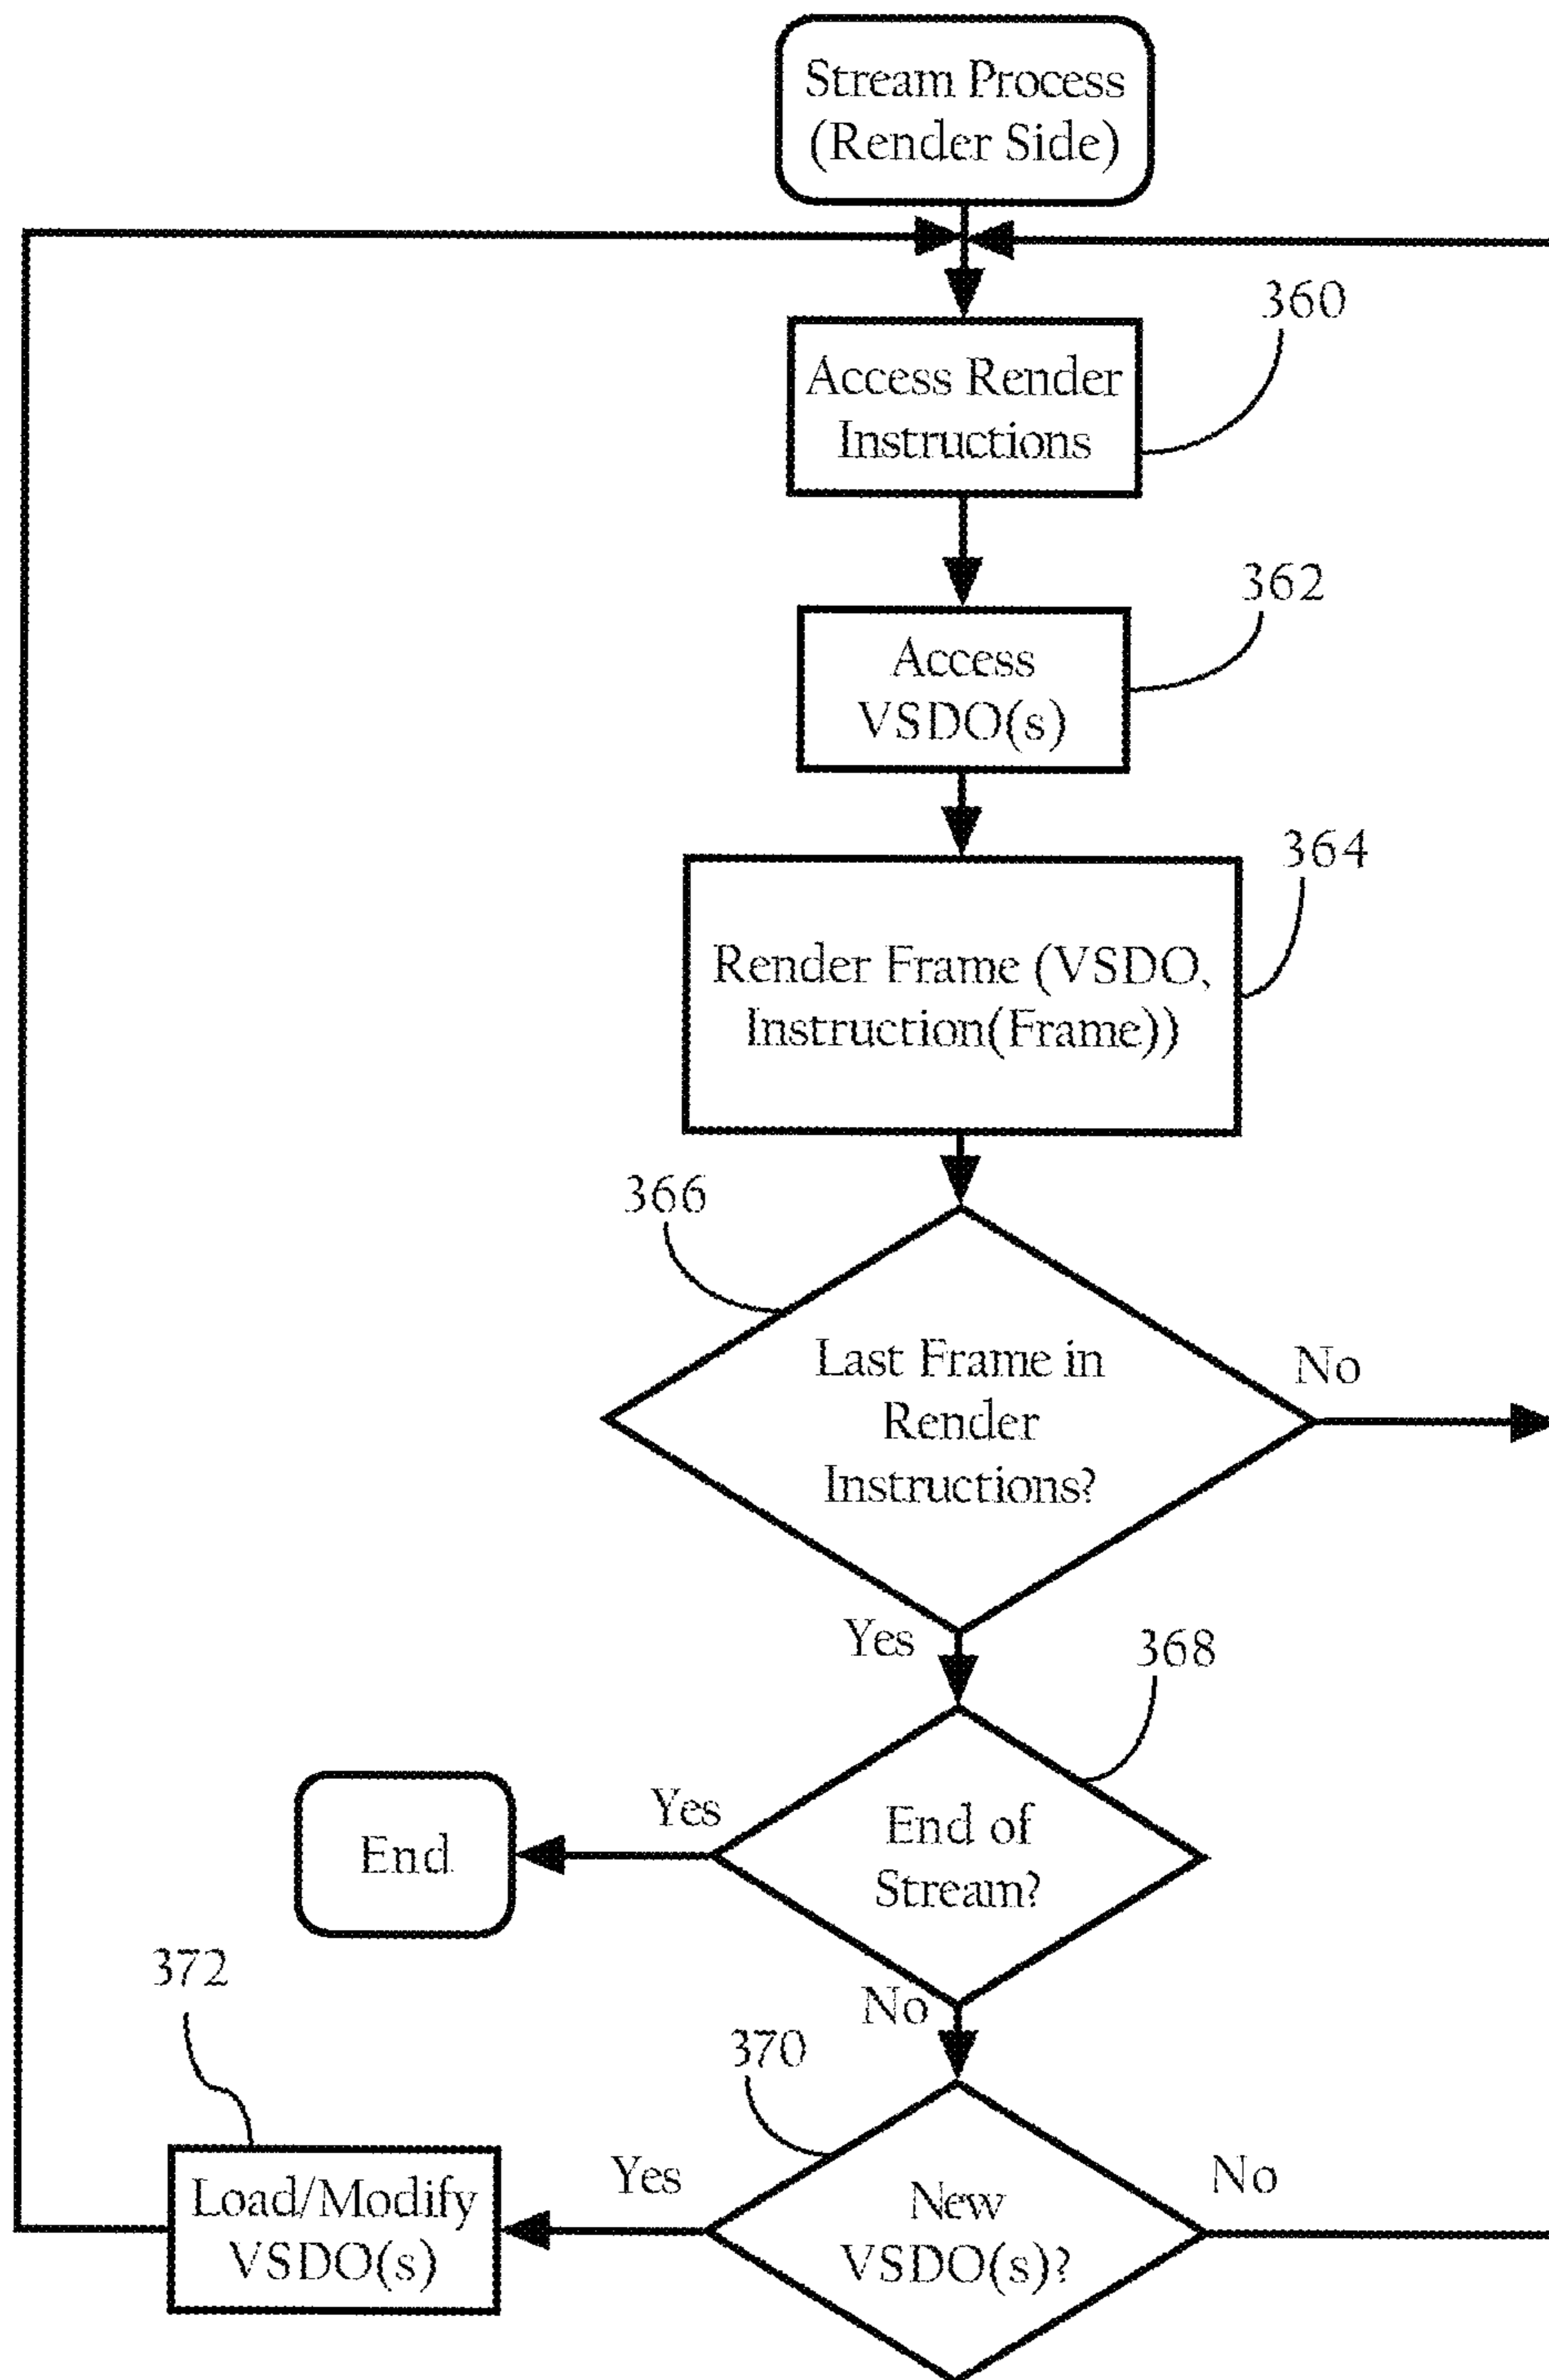 Stream Process
(Render Side)
360
Access Render
Instructions
362
Access
VSDO(s)
364
Render Frame (VSDO,
Instruction(Frame))
366
Last Frame in
Render
Instructions?
No
Yes
368
End of
Stream?
Yes
End
No
372
370
New
VSDO(s)?
Yes
No
Load/Modify
VSDO(s)